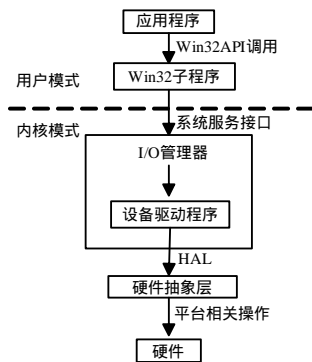 应用程序
Win32API调用
用户模式
Win32子程序
内核模式
系统服务接口
I/O管理器
设备驱动程序
HAL
硬件抽象层
平台相关操作
硬件